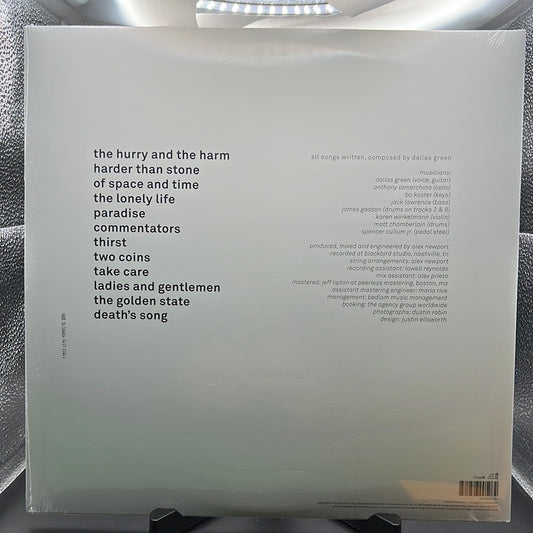 the hurry and the harm
harder than stone
of space and time
the lonely life
paradise
commentators
thirst
two coins
take care
ladies and gentlemen
the golden state
death's song
all songs written, composed by dallas green
musicians:
dallas green (voice, guitar)
anthony lamarchina (cello)
bo koster (keys)
jack lawrence (bass)
james gadson (drums on tracks 2 & 8)
karen winkelmann (violin)
matt chamberlain (drums)
spencer cullum jr. (pedal steel)
produced, mixed and engineered by alex newport
recorded at blackbird studio, nashville, tn
string arrangements: alex newport
recording assistant: lowell reynolds
mix assistant: alex prieto
mastered: jeff lipton at peerless mastering, boston, ma
assistant mastering engineer: maria rice
management: bedlam music management
booking: the agency group worldwide
photographs: dustin rabin
design: justin ellsworth
MADE IN CANADA